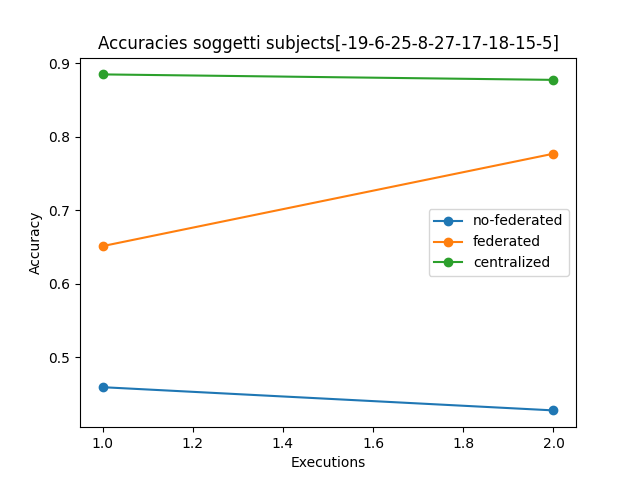 Accuracies soggetti subjects[-19-6-25-8-27-17-18-15-5]
0.9
0.8
0.7
0.6
0.5
Accuracy
no-federated
federated
centralized
1.0 1.2 1.4 1.6 1.8 2.0
Executions